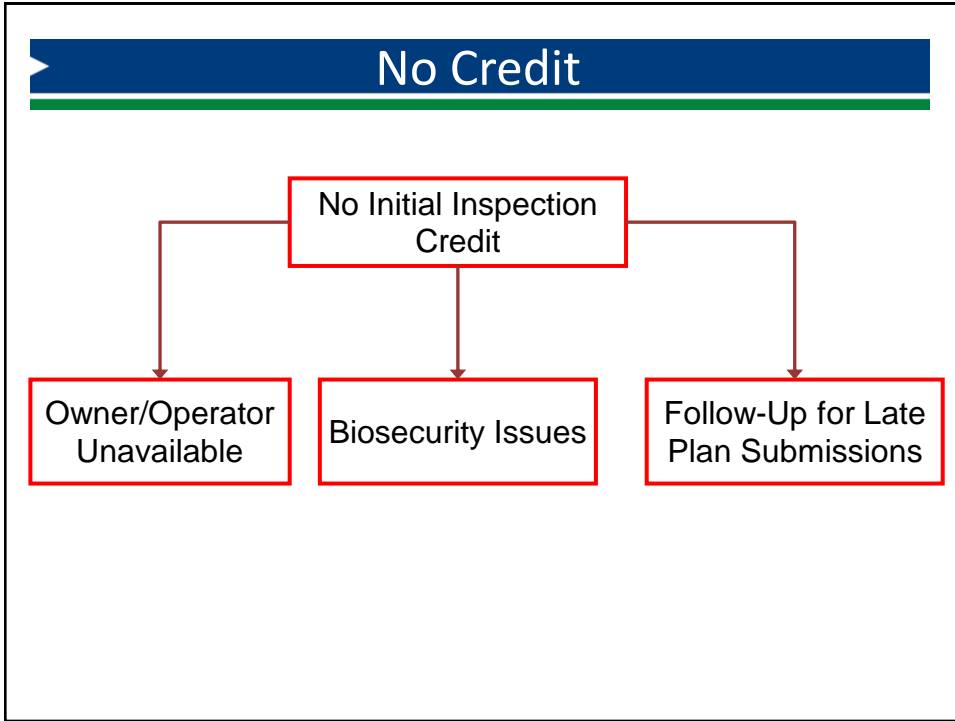 No Credit
No Initial Inspection
Credit
Owner/Operator
Unavailable
Biosecurity Issues
Follow-Up for Late
Plan Submissions